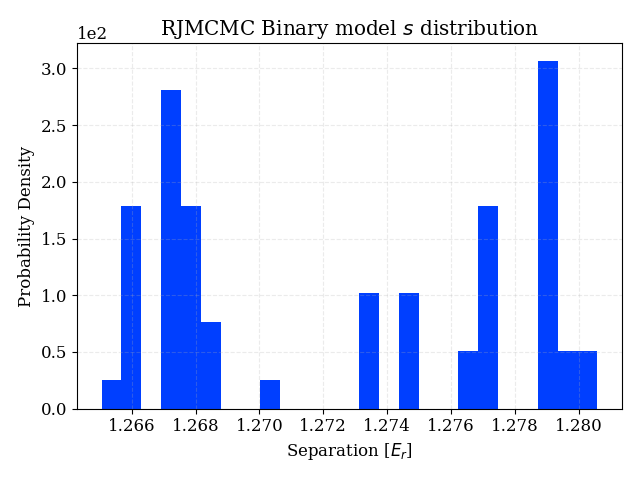 RJMCMC Binary model s distribution
1e2
3.0
2.5
2.0
1.5
1.0
0.5
0.0
Probability Density
1.266 1.268 1.270 1.272 1.274 1.276 1.278 1.280
Separation [E_r]